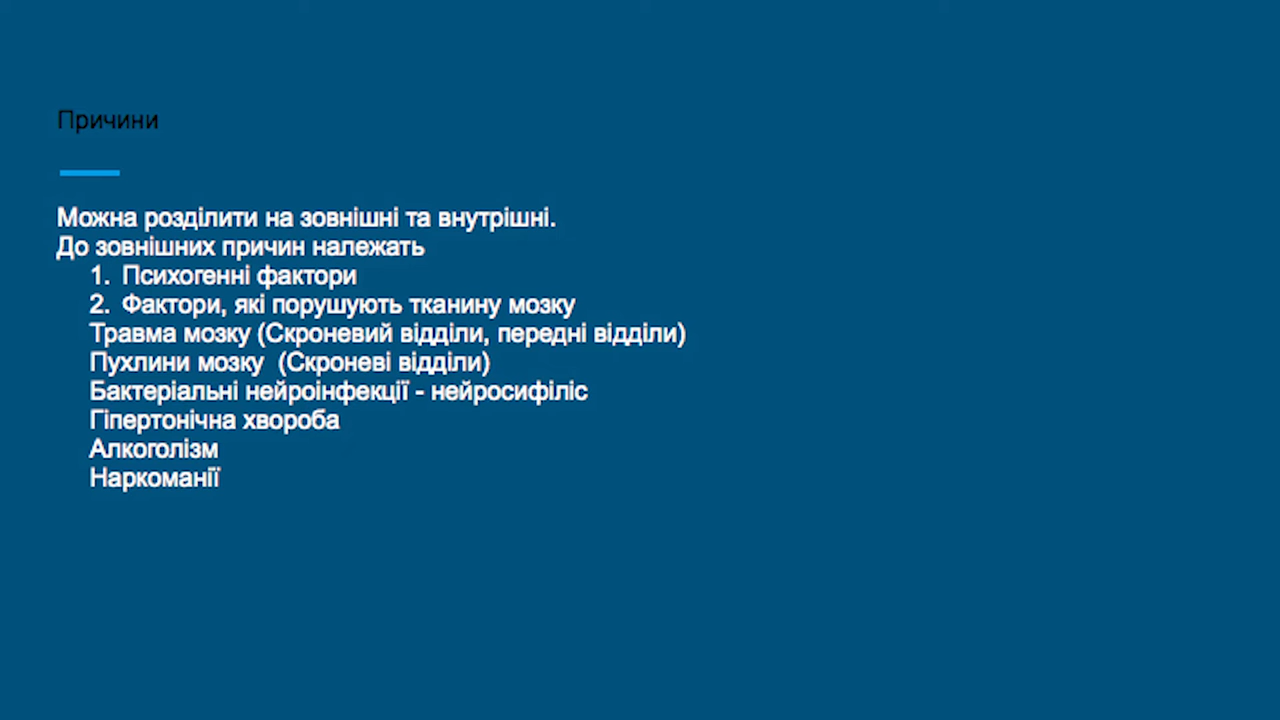 Причини
Можна розділити на зовнішні та внутрішні.
До зовнішних причин належать
1. Психогенні фактори
2. Фактори, які порушують тканину мозку
Травма мозку (Скроневий відділи, передні відділи)
Пухлини мозку (Скроневі відділи)
Бактеріальні нейроінфекції - нейросифіліс
Гіпертонічна хвороба
Алкоголізм
Наркоманії